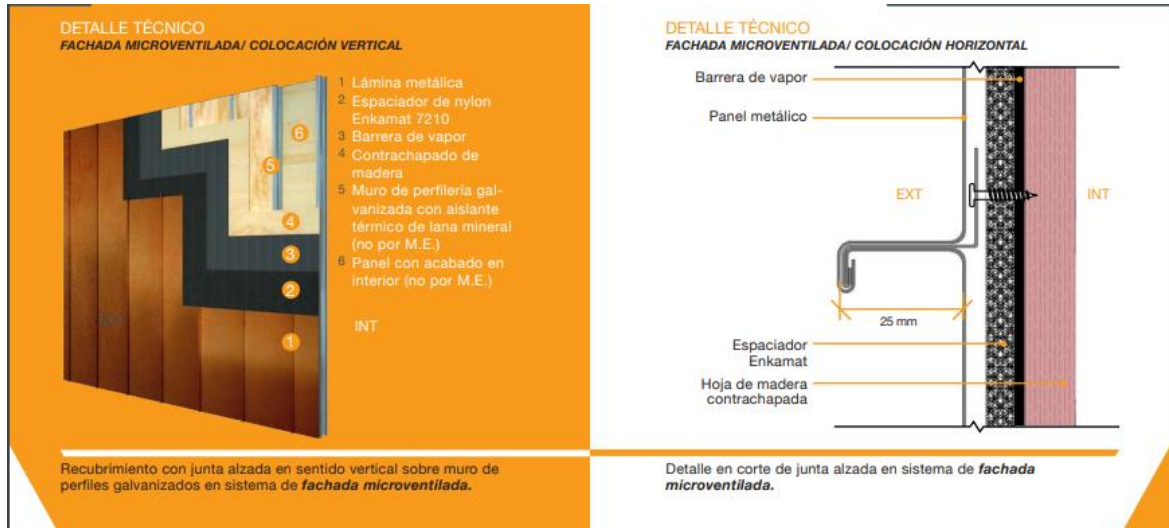 DETALLE TÉCNICO
FACHADA MICROVENTILADA/ COLOCACIÓN VERTICAL
1 Lámina metálica
2 Espaciador de nylon
Enkamat 7210
3 Barrera de vapor
4 Contrachapado de
madera
5 Muro de perfilería gal-
vanizada con aislante
térmico de lana mineral
(no por M.E.)
6 Panel con acabado en
interior (no por M.E.)
INT
6
5
4
3
2
1
Recubrimiento con junta alzada en sentido vertical sobre muro de
perfiles galvanizados en sistema de fachada microventilada.
DETALLE TÉCNICO
FACHADA MICROVENTILADA/ COLOCACIÓN HORIZONTAL
Barrera de vapor
Panel metálico
EXT
INT
25 mm
Espaciador
Enkamat
Hoja de madera
contrachapada
Detalle en corte de junta alzada en sistema de fachada
microventilada.